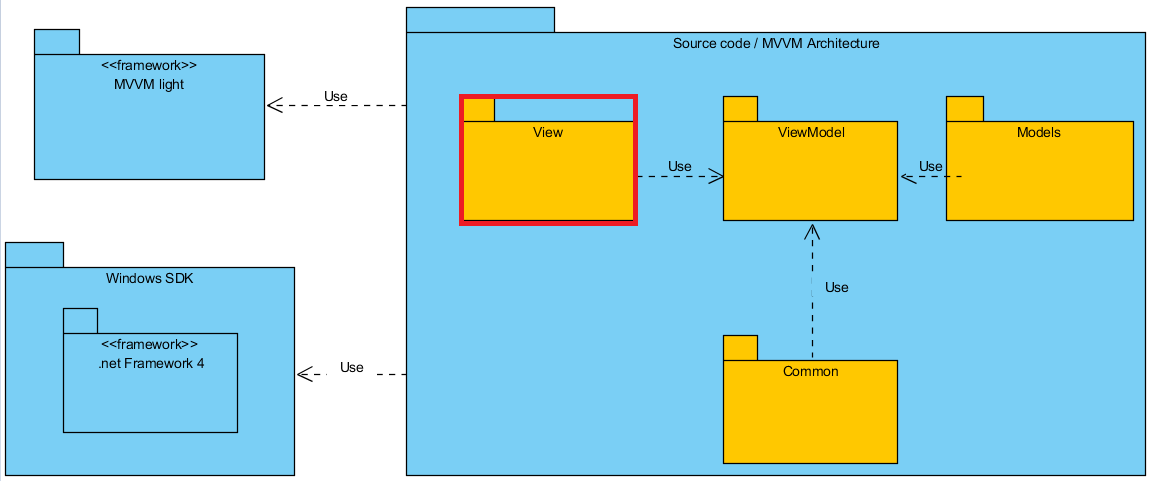 <<framework>>
MVVM light
Use
Source code / MVVM Architecture
View
Use
ViewModel
Use
Models
Windows SDK
<<framework>>
.net Framework 4
Use
Use
Common